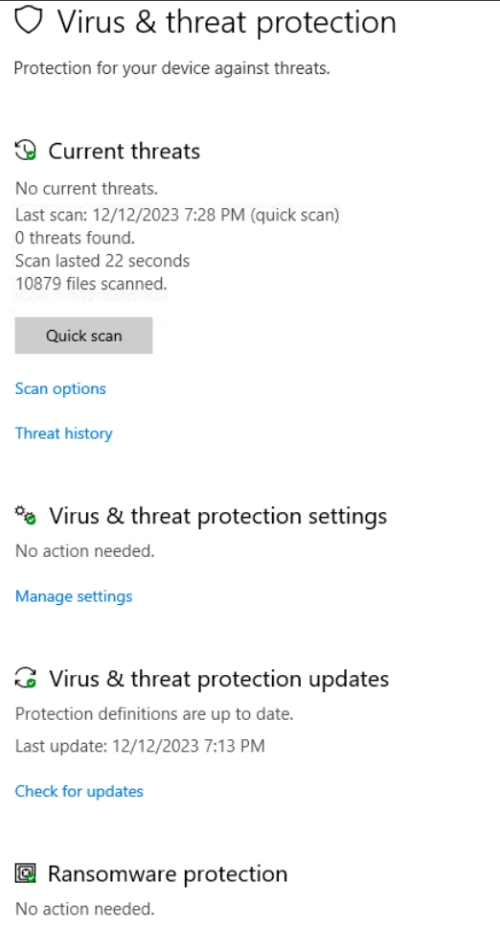 Virus & threat protection
Protection for your device against threats.
Current threats
No current threats.
Last scan: 12/12/2023 7:28 PM (quick scan)
0 threats found.
Scan lasted 22 seconds
10879 files scanned.
Quick scan
Scan options
Threat history
Virus & threat protection settings
No action needed.
Manage settings
Virus & threat protection updates
Protection definitions are up to date.
Last update: 12/12/2023 7:13 PM
Check for updates
Ransomware protection
No action needed.